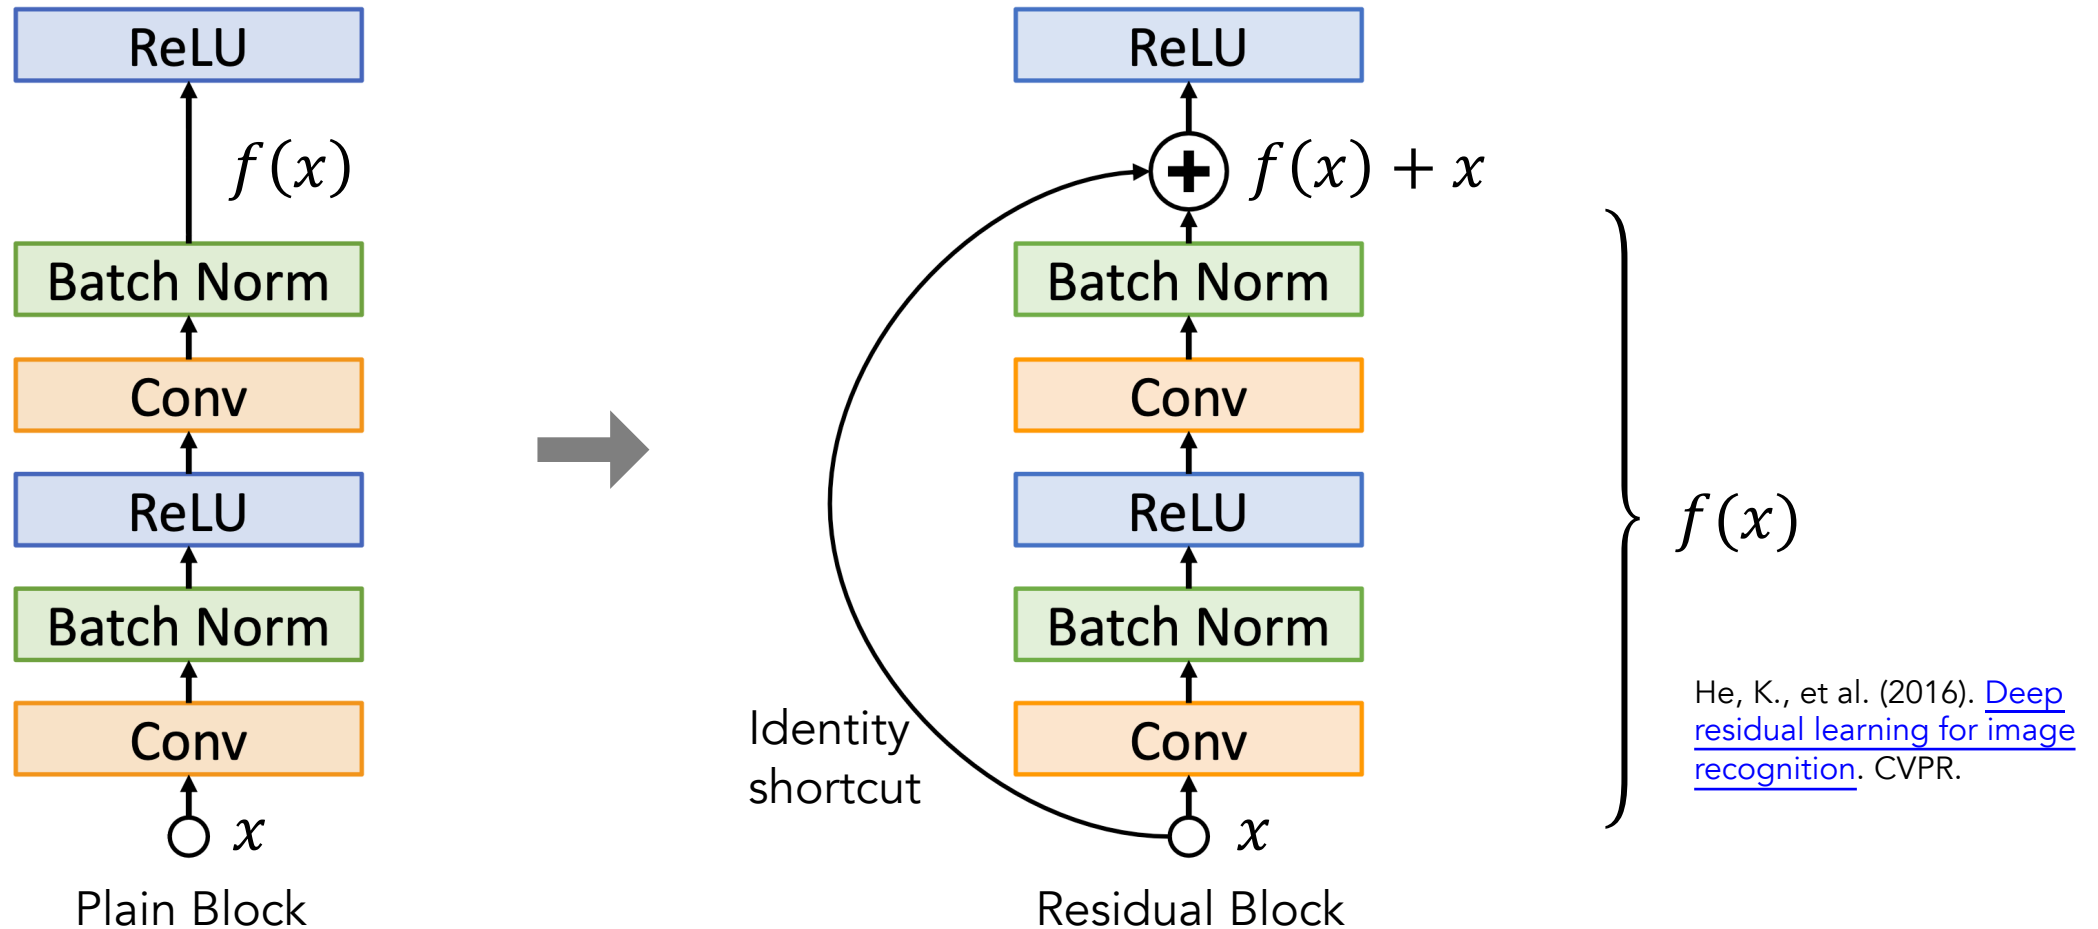 ReLU
f(x)
Batch Norm
Conv
ReLU
Batch Norm
Conv
x
Plain Block
ReLU
f(x) + x
Batch Norm
Conv
ReLU
Batch Norm
Conv
x
Identity
shortcut
Residual Block
f(x)
He, K., et al. (2016). Deep
residual learning for image
recognition. CVPR.